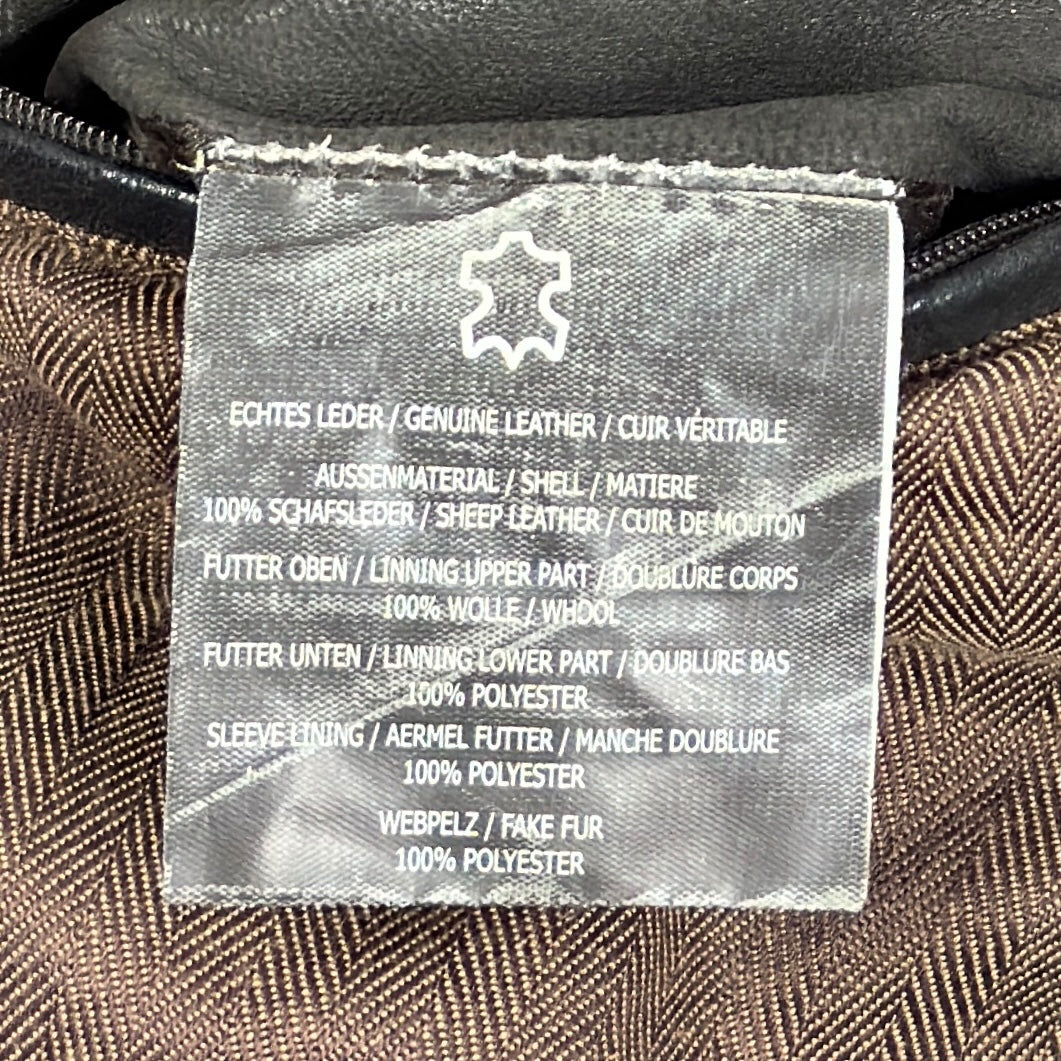 ECHTES LEDER / GENUINE LEATHER / CUIR VÉRITABLE
AUSSENMATERIAL / SHELL / MATIERE
100% SCHAFSLEDER / SHEEP LEATHER / CUIR DE MOUTON
FUTTER OBEN / LINNING UPPER PART / DOUBLURE CORPS
100% WOLLE / WHOOL
FUTTER UNTEN / LINNING LOWER PART / DOUBLURE BAS
100% POLYESTER
SLEEVE LINING / AERMEL FUTTER / MANCHE DOUBLURE
100% POLYESTER
WEBPELZ / FAKE FUR
100% POLYESTER